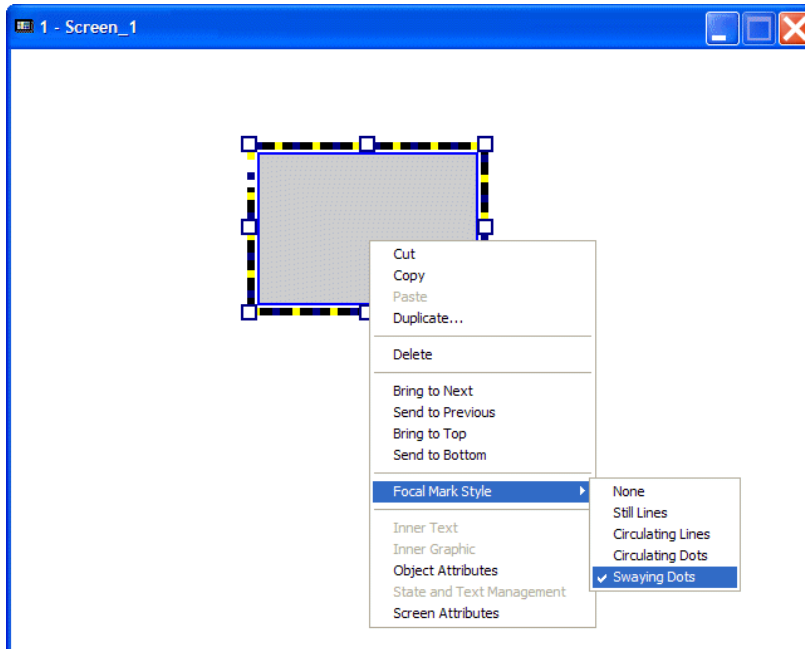 1 - Screen_1
Cut
Copy
Paste
Duplicate...
Delete
Bring to Next
Send to Previous
Bring to Top
Send to Bottom
Focal Mark Style
None
Still Lines
Circulating Lines
Circulating Dots
Swaying Dots
Inner Text
Inner Graphic
Object Attributes
State and Text Management
Screen Attributes